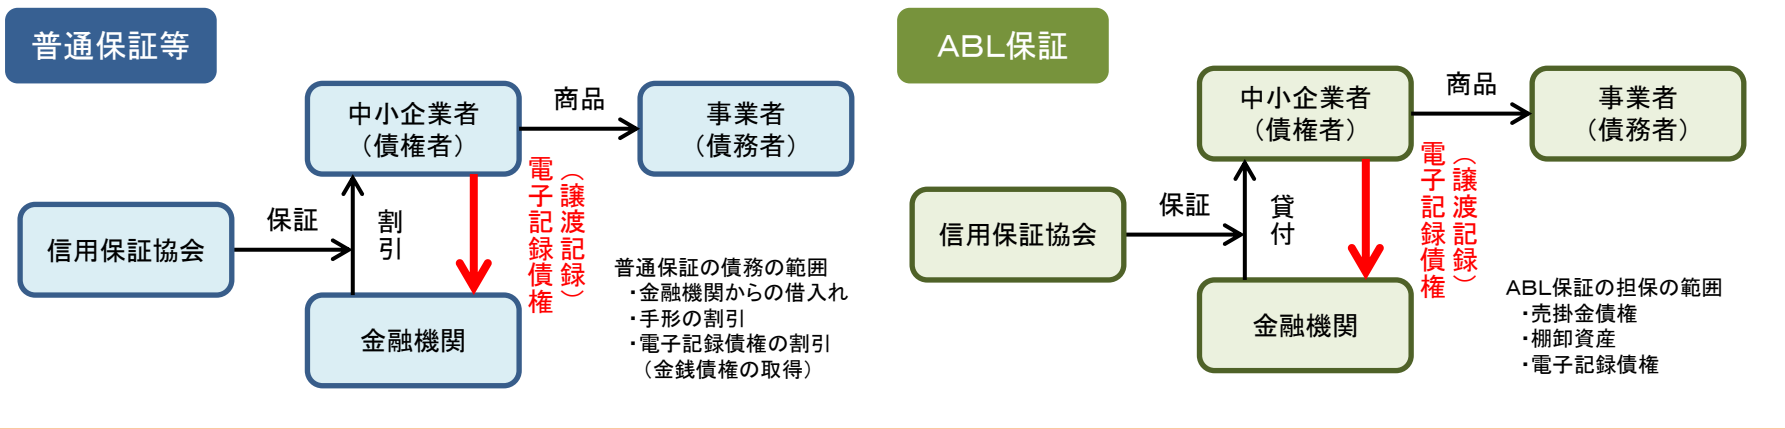 普通保証等
中小企業者
（債権者）
商品
事業者
（債務者）
信用保証協会
保証
割引
電子記録債権
（譲渡記録）
金融機関
普通保証の債務の範囲
・金融機関からの借入れ
・手形の割引
・電子記録債権の割引
（金銭債権の取得）
ＡＢＬ保証
中小企業者
（債権者）
商品
事業者
（債務者）
信用保証協会
保証
貸付
電子記録債権
（譲渡記録）
金融機関
ＡＢＬ保証の担保の範囲
・売掛金債権
・棚卸資産
・電子記録債権